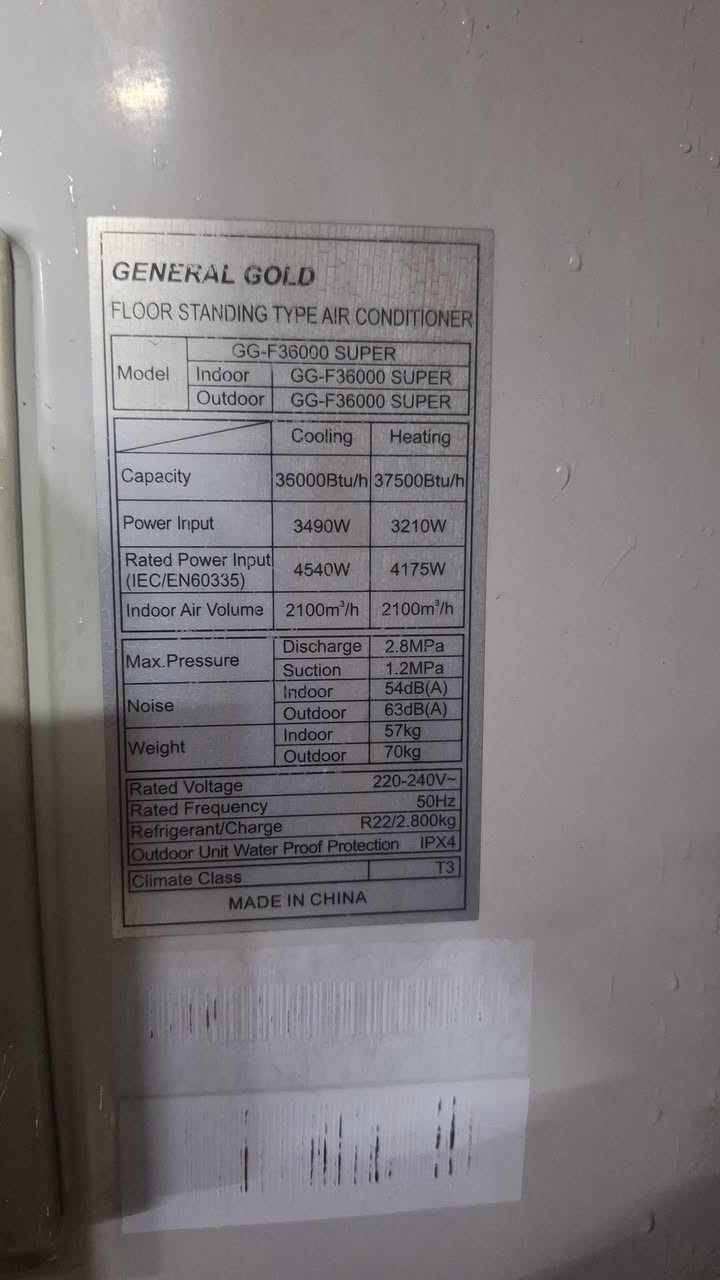 GENERAL GOLD
FLOOR STANDING TYPE AIR CONDITIONER
Model GG-F36000 SUPER
Indoor GG-F36000 SUPER
Outdoor GG-F36000 SUPER
Cooling Heating
Capacity 36000Btu/h 37500Btu/h
Power Input 3490W 3210W
Rated Power Input (IEC/EN60335) 4540W 4175W
Indoor Air Volume 2100m³/h 2100m³/h
Max.Pressure Discharge 2.8MPa
Suction 1.2MPa
Noise Indoor 54dB(A)
Outdoor 63dB(A)
Weight Indoor 57kg
Outdoor 70kg
Rated Voltage 220-240V~
Rated Frequency 50Hz
Refrigerant/Charge R22/2.800kg
Outdoor Unit Water Proof Protection IPX4
Climate Class T3
MADE IN CHINA